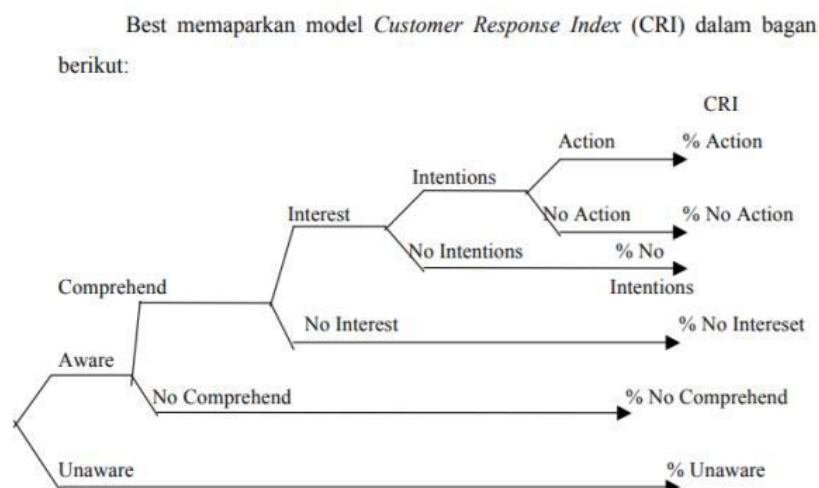 Best memaparkan model Customer Response Index (CRI) dalam bagan
berikut:
CRI
Action % Action
Intentions
Interest No Action % No Action
No Intentions % No
Comprehend Intentions
No Interest % No Intereset
Aware
No Comprehend % No Comprehend
Unaware % Unaware